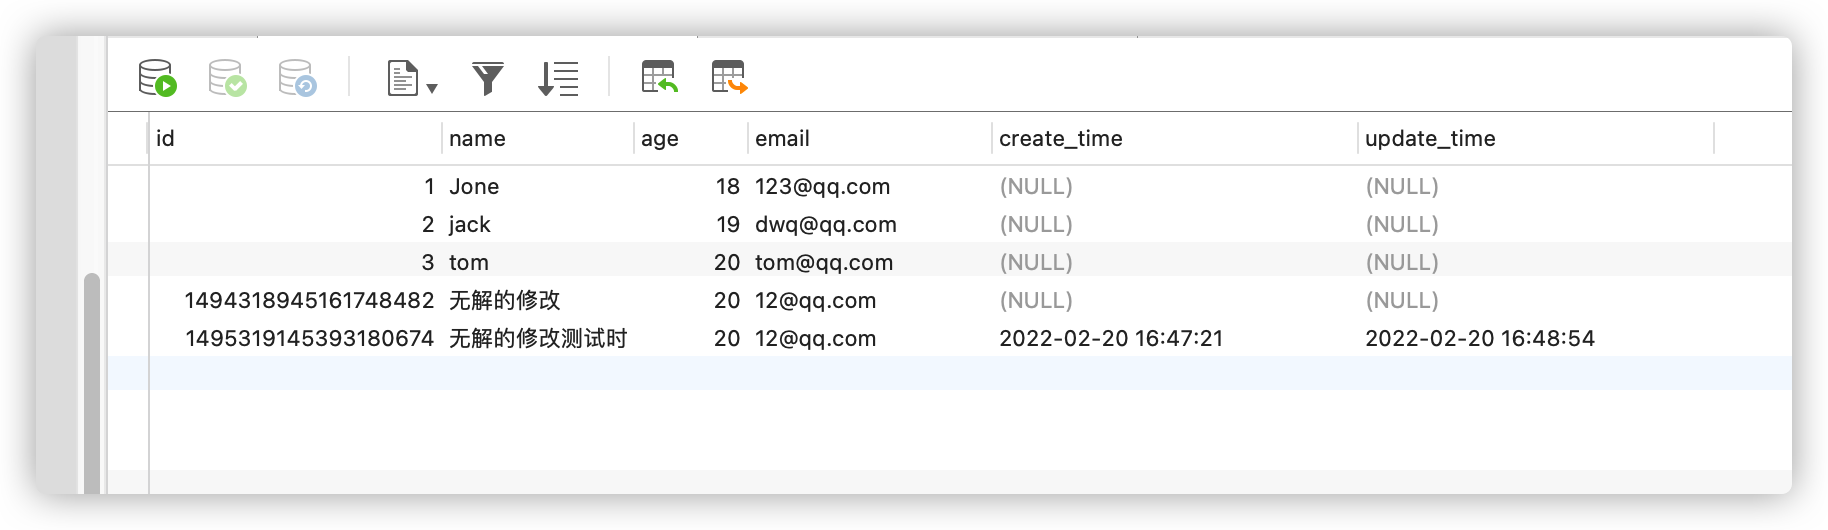 id name age email create_time update_time
1 Jone 18 123@qq.com (NULL) (NULL)
2 jack 19 dwq@qq.com (NULL) (NULL)
3 tom 20 tom@qq.com (NULL) (NULL)
1494318945161748482 无解的修改 20 12@qq.com (NULL) (NULL)
1495319145393180674 无解的修改测试时 20 12@qq.com 2022-02-20 16:47:21 2022-02-20 16:48:54